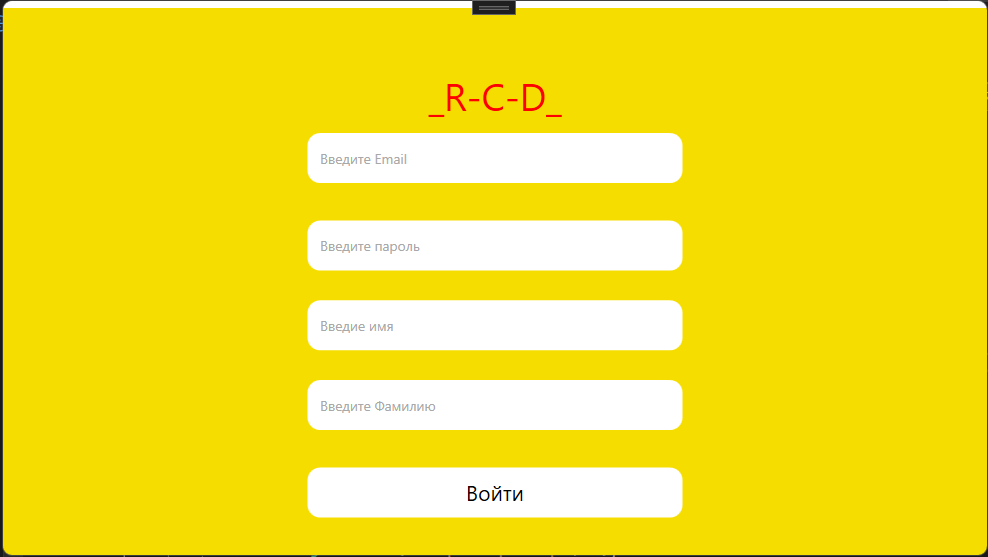 _R-C-D_
Введите Email
Введите пароль
Введие имя
Введите Фамилию
Войти